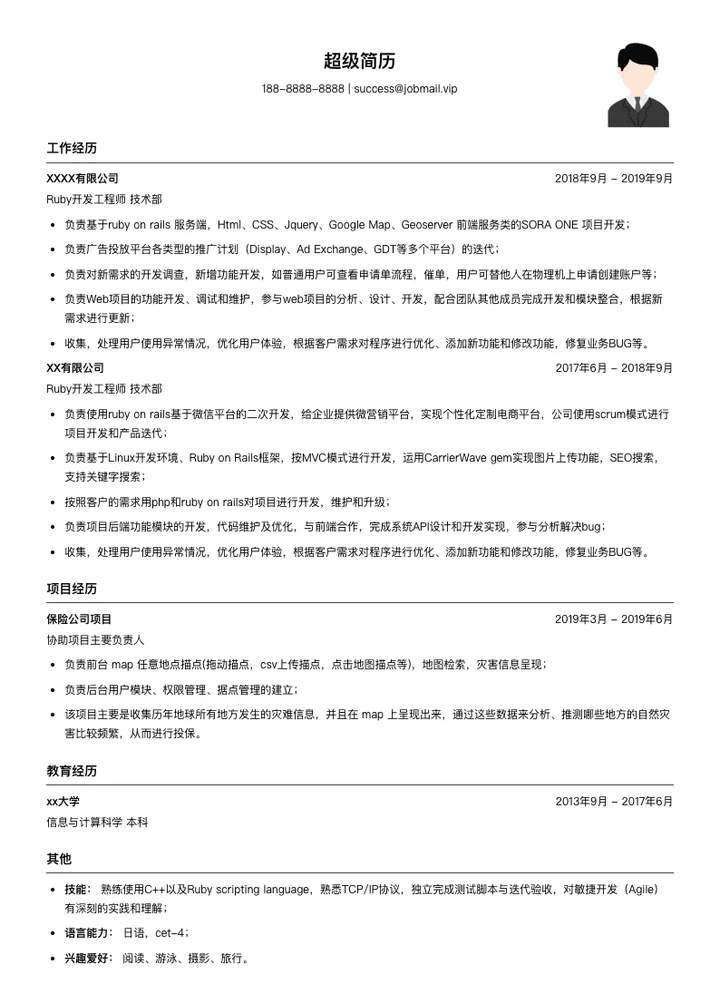 超级简历
188-8888-8888 | success@jobmail.vip
工作经历
XXXX有限公司 2018年9月 - 2019年9月
Ruby开发工程师 技术部
• 负责基于ruby on rails 服务端，Html、CSS、Jquery、Google Map、Geoserver 前端服务类的SORA ONE 项目开发；
• 负责广告投放平台各类型的推广计划（Display、Ad Exchange、GDT等多个平台）的迭代；
• 负责对新需求的开发调查，新增功能开发，如普通用户可查看申请单流程，催单，用户可替他人在物理机上申请创建账户等；
• 负责Web项目的功能开发、调试和维护，参与web项目的分析、设计、开发，配合团队其他成员完成开发和模块整合，根据新
需求进行更新；
• 收集，处理用户使用异常情况，优化用户体验，根据客户需求对程序进行优化、添加新功能和修改功能，修复业务BUG等。
XX有限公司 2017年6月 - 2018年9月
Ruby开发工程师 技术部
• 负责使用ruby on rails基于微信平台的二次开发，给企业提供微营销平台，实现个性化定制电商平台，公司使用scrum模式进行
项目开发和产品迭代；
• 负责基于Linux开发环境、Ruby on Rails框架，按MVC模式进行开发，运用CarrierWave gem实现图片上传功能，SEO搜索，
支持关键字搜索；
• 按照客户的需求用php和ruby on rails对项目进行开发，维护和升级；
• 负责项目后端功能模块的开发，代码维护及优化，与前端合作，完成系统API设计和开发实现，参与分析解决bug；
• 收集，处理用户使用异常情况，优化用户体验，根据客户需求对程序进行优化、添加新功能和修改功能，修复业务BUG等。
项目经历
保险公司项目 2019年3月 - 2019年6月
协助项目主要负责人
• 负责前台 map 任意地点描点(拖动描点，csv上传描点，点击地图描点等)，地图检索，灾害信息呈现；
• 负责后台用户模块、权限管理、据点管理的建立；
• 该项目主要是收集历年地球所有地方发生的灾难信息，并且在 map 上呈现出来，通过这些数据来分析、推测哪些地方的自然灾
害比较频繁，从而进行投保。
教育经历
xx大学 2013年9月 - 2017年6月
信息与计算科学 本科
其他
• 技能： 熟练使用C++以及Ruby scripting language，熟悉TCP/IP协议，独立完成测试脚本与迭代验收，对敏捷开发（Agile）
有深刻的实践和理解；
• 语言能力： 日语，cet-4；
• 兴趣爱好： 阅读、游泳、摄影、旅行。